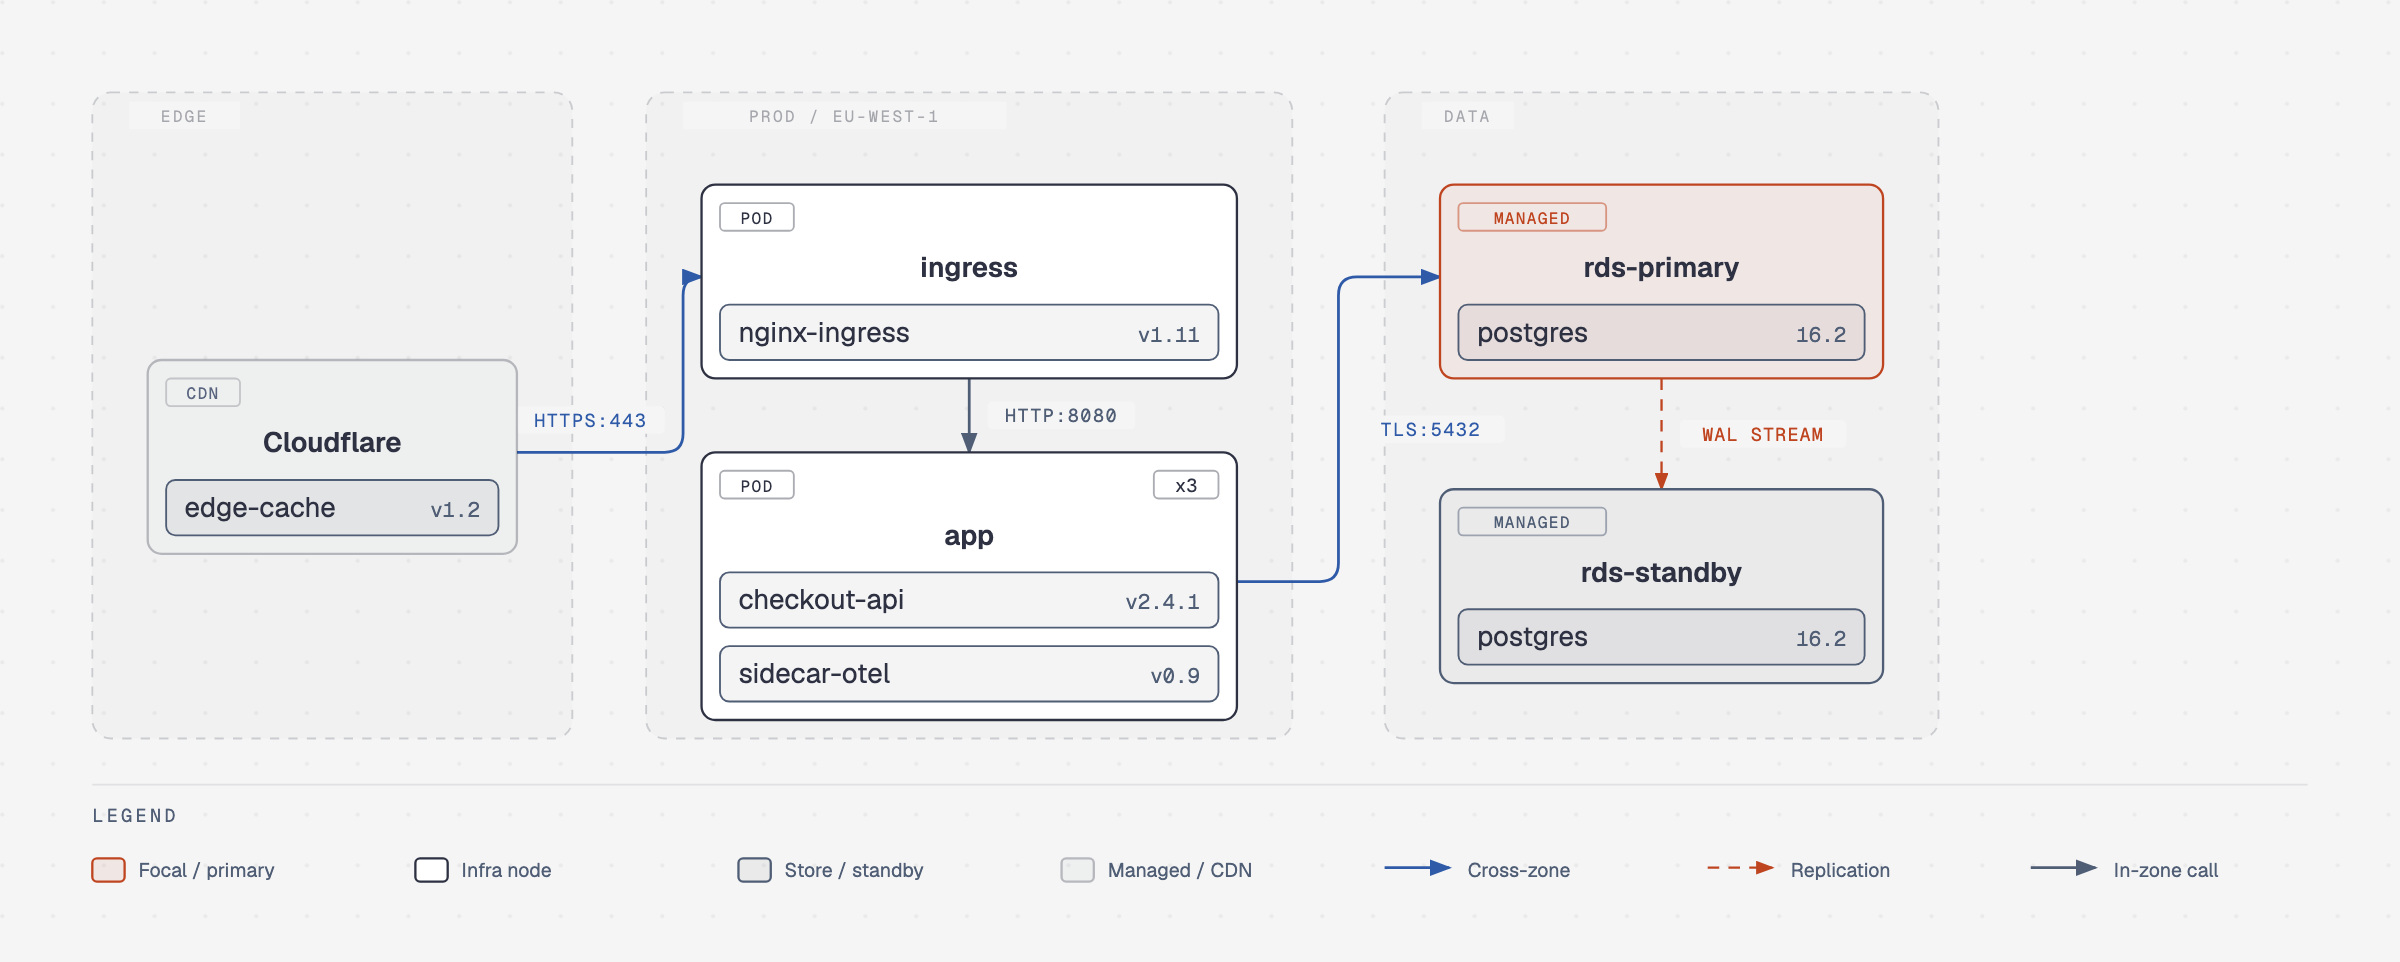 EDGE
PROD / EU-WEST-1
DATA
CDN
Cloudflare
edge-cache v1.2
HTTPS:443
POD
ingress
nginx-ingress v1.11
HTTP:8080
POD x3
app
checkout-api v2.4.1
sidecar-otel v0.9
TLS:5432
MANAGED
rds-primary
postgres 16.2
WAL STREAM
MANAGED
rds-standby
postgres 16.2
LEGEND
Focal / primary
Infra node
Store / standby
Managed / CDN
Cross-zone
Replication
In-zone call